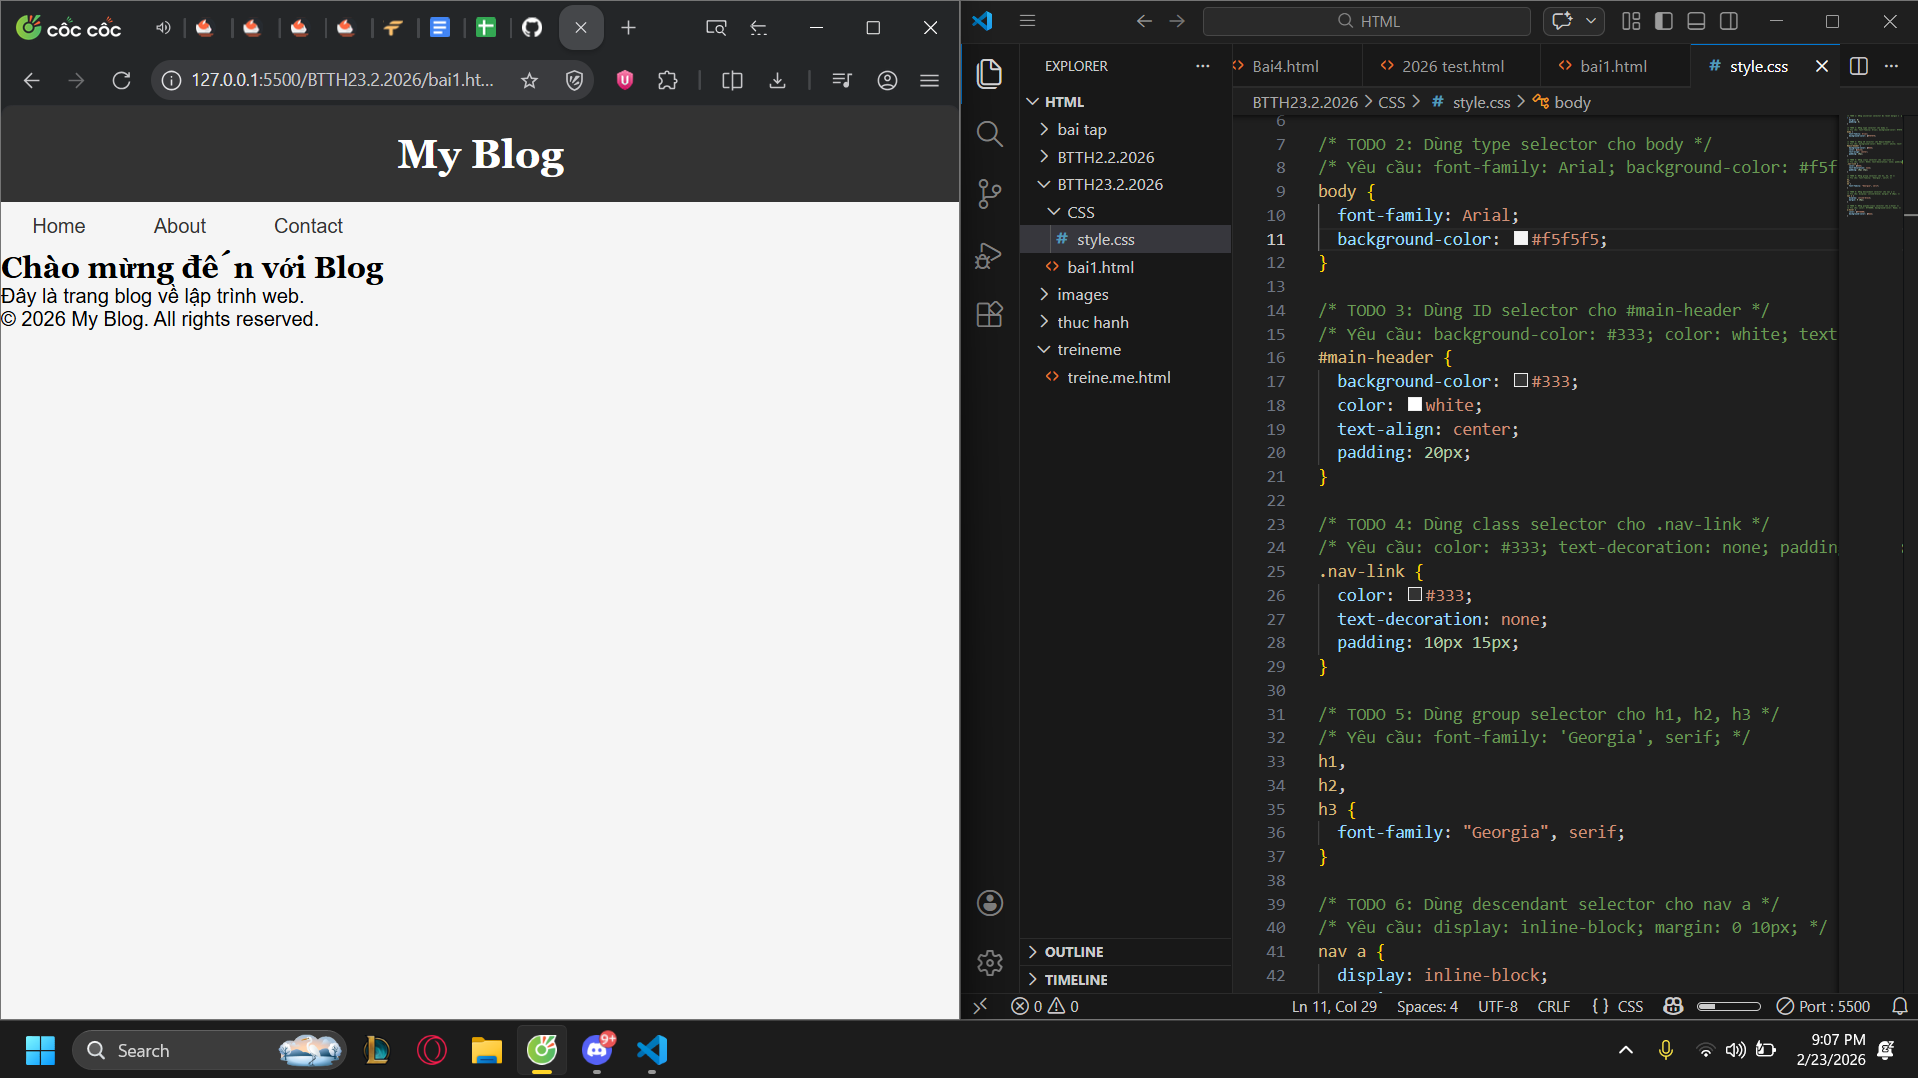 cốc cốc
127.0.0.1:5500/BTTH23.2.2026/bai1.ht...
My Blog
Home About Contact
Chào mừng đến với Blog
Đây là trang blog về lập trình web.
© 2026 My Blog. All rights reserved.
HTML
EXPLORER
HTML
bai tap
BTTH2.2.2026
BTTH23.2.2026
CSS
# style.css
<> bai1.html
images
thuc hanh
treineme
<> treine.me.html
OUTLINE
TIMELINE
<> Bai4.html <> 2026 test.html <> bai1.html # style.css
BTTH23.2.2026 > CSS > # style.css > body
6
7 /* TODO 2: Dùng type selector cho body */
8 /* Yêu cầu: font-family: Arial; background-color: #f5f
9 body {
10 font-family: Arial;
11 background-color: #f5f5f5;
12 }
13
14 /* TODO 3: Dùng ID selector cho #main-header */
15 /* Yêu cầu: background-color: #333; color: white; text
16 #main-header {
17 background-color: #333;
18 color: white;
19 text-align: center;
20 padding: 20px;
21 }
22
23 /* TODO 4: Dùng class selector cho .nav-link */
24 /* Yêu cầu: color: #333; text-decoration: none; paddin
25 .nav-link {
26 color: #333;
27 text-decoration: none;
28 padding: 10px 15px;
29 }
30
31 /* TODO 5: Dùng group selector cho h1, h2, h3 */
32 /* Yêu cầu: font-family: 'Georgia', serif; */
33 h1,
34 h2,
35 h3 {
36 font-family: "Georgia", serif;
37 }
38
39 /* TODO 6: Dùng descendant selector cho nav a */
40 /* Yêu cầu: display: inline-block; margin: 0 10px; */
41 nav a {
42 display: inline-block;
0 0 Ln 11, Col 29 Spaces: 4 UTF-8 CRLF { } CSS Port : 5500
Search
9+
9:07 PM
2/23/2026